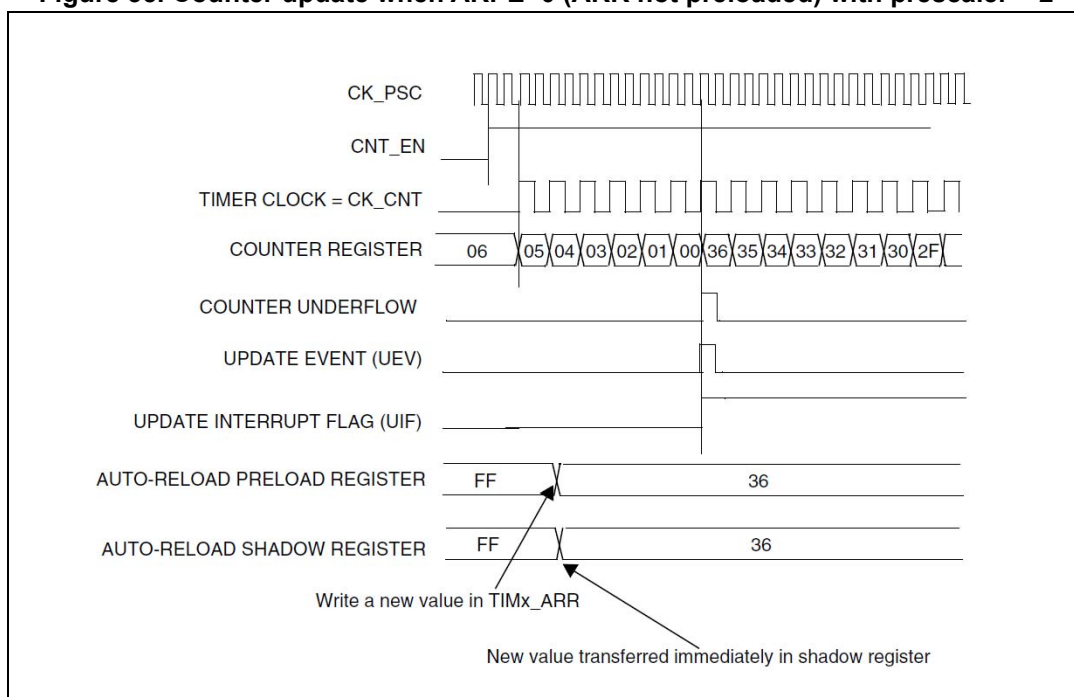 CK_PSC
CNT_EN
TIMER CLOCK = CK_CNT
COUNTER REGISTER 06 05 04 03 02 01 00 36 35 34 33 32 31 30 2F
COUNTER UNDERFLOW
UPDATE EVENT (UEV)
UPDATE INTERRUPT FLAG (UIF)
AUTO-RELOAD PRELOAD REGISTER FF 36
AUTO-RELOAD SHADOW REGISTER FF 36
Write a new value in TIMx_ARR
New value transferred immediately in shadow register